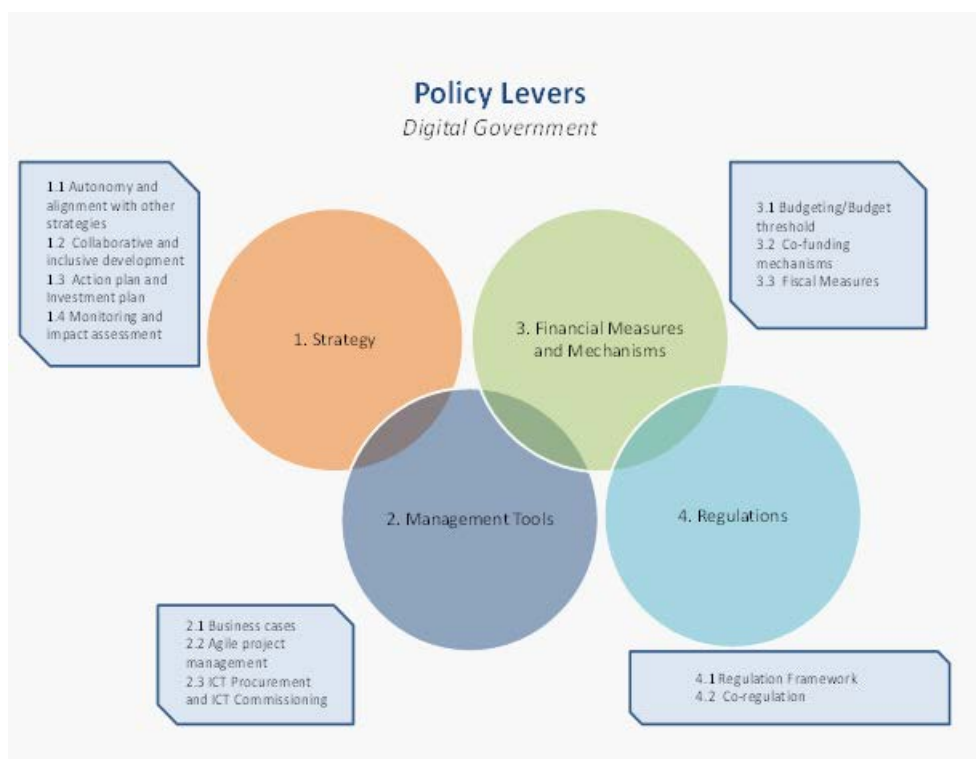 Policy Levers
Digital Government
1.1 Autonomy and
alignment with other
strategies
1.2 Collaborative and
inclusive development
1.3 Action plan and
Investment plan
1.4 Monitoring and
impact assessment
1. Strategy
2. Management Tools
2.1 Business cases
2.2 Agile project
management
2.3 ICT Procurement
and ICT Commissioning
3. Financial Measures
and Mechanisms
3.1 Budgeting/Budget
threshold
3.2 Co-funding
mechanisms
3.3 Fiscal Measures
4. Regulations
4.1 Regulation Framework
4.2 Co-regulation